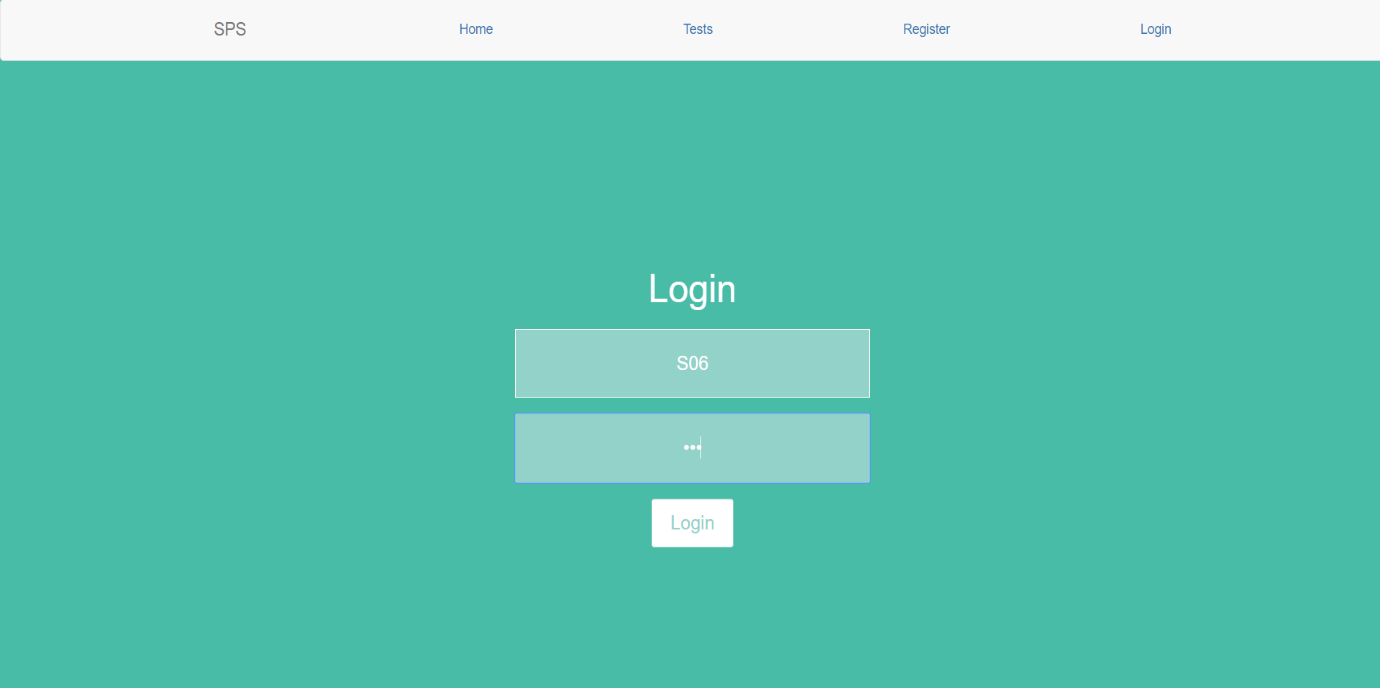 SPS Home Tests Register Login
Login
S06
•••
Login